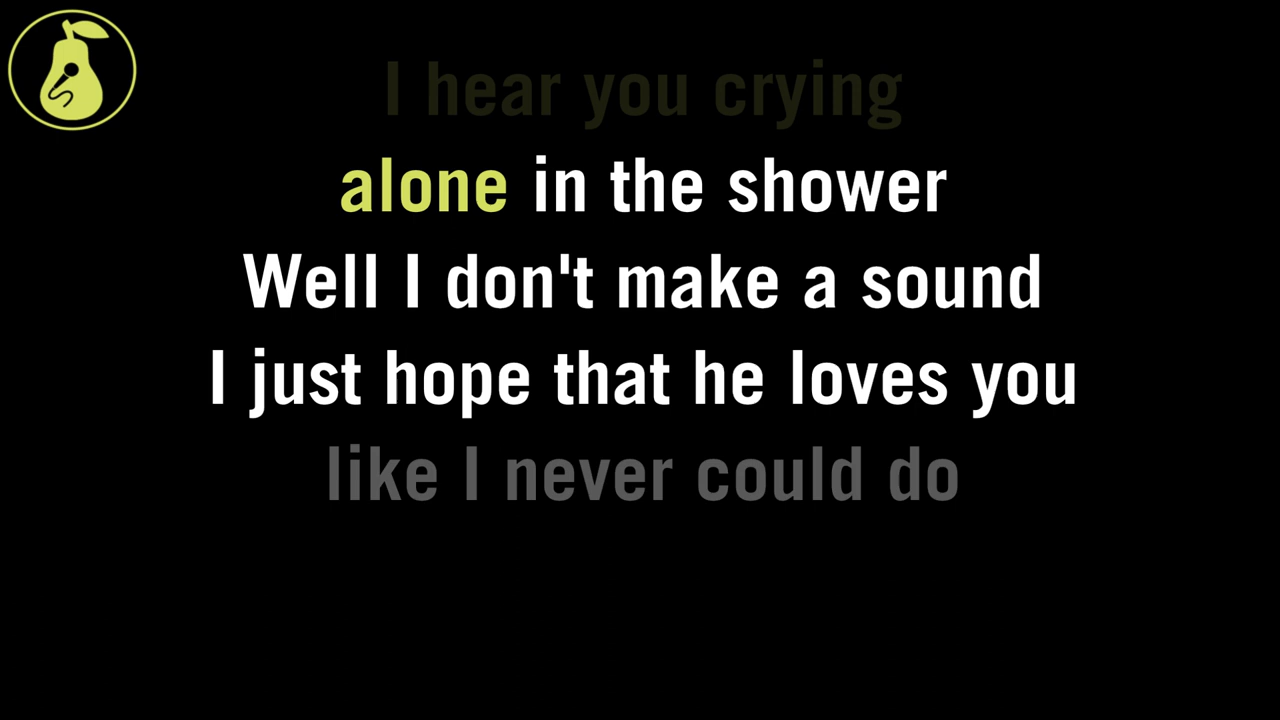 I hear you crying
alone in the shower
Well I don't make a sound
I just hope that he loves you
like I never could do